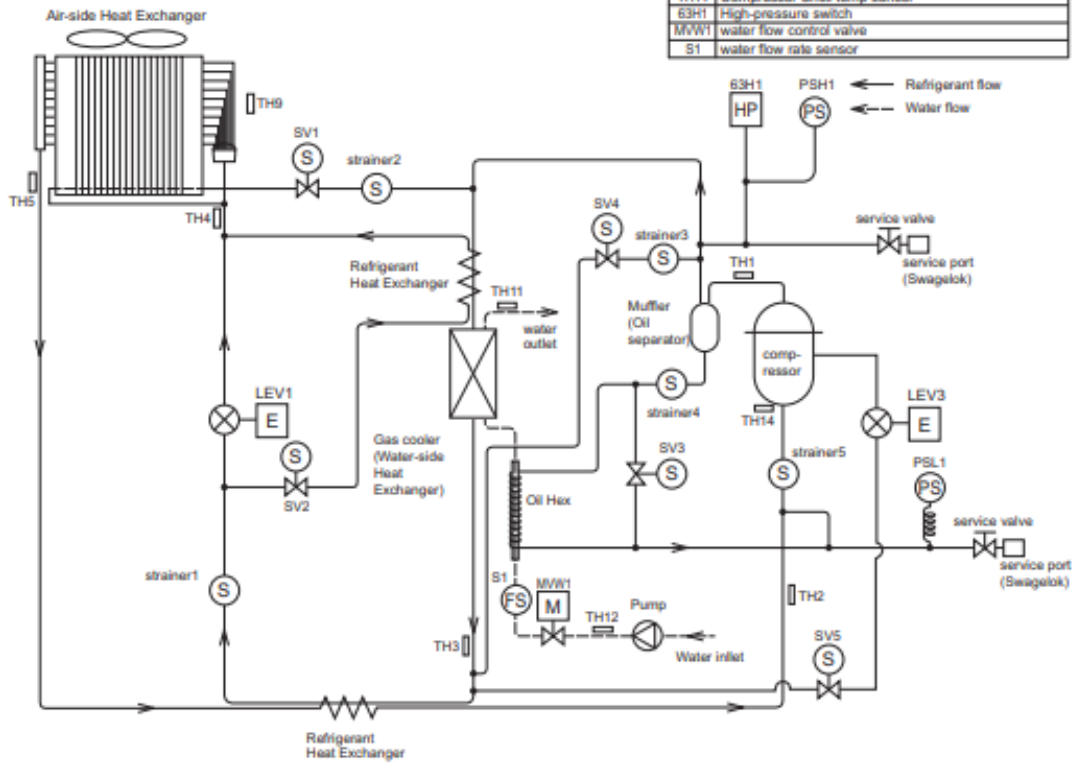 63H1 High-pressure switch
MVW1 water flow control valve
S1 water flow rate sensor
Air-side Heat Exchanger
63H1
PSH1
Refrigerant flow
Water flow
HP
PS
TH9
SV1
S
strainer2
S
TH5
TH4
SV4
S
strainer3
S
service valve
service port
(Swagelok)
Refrigerant
Heat Exchanger
TH11
water
outlet
TH1
Muffler
(Oil
separator)
comp-
ressor
S
strainer4
TH14
LEV1
E
LEV3
E
Gas cooler
(Water-side
Heat
Exchanger)
S
SV2
SV3
S
strainer5
S
PSL1
PS
Oil Hex
service valve
service port
(Swagelok)
strainer1
S
S1
FS
MVW1
M
TH12
Pump
Water inllet
TH2
TH3
SV5
S
Refrigerant
Heat Exchanger